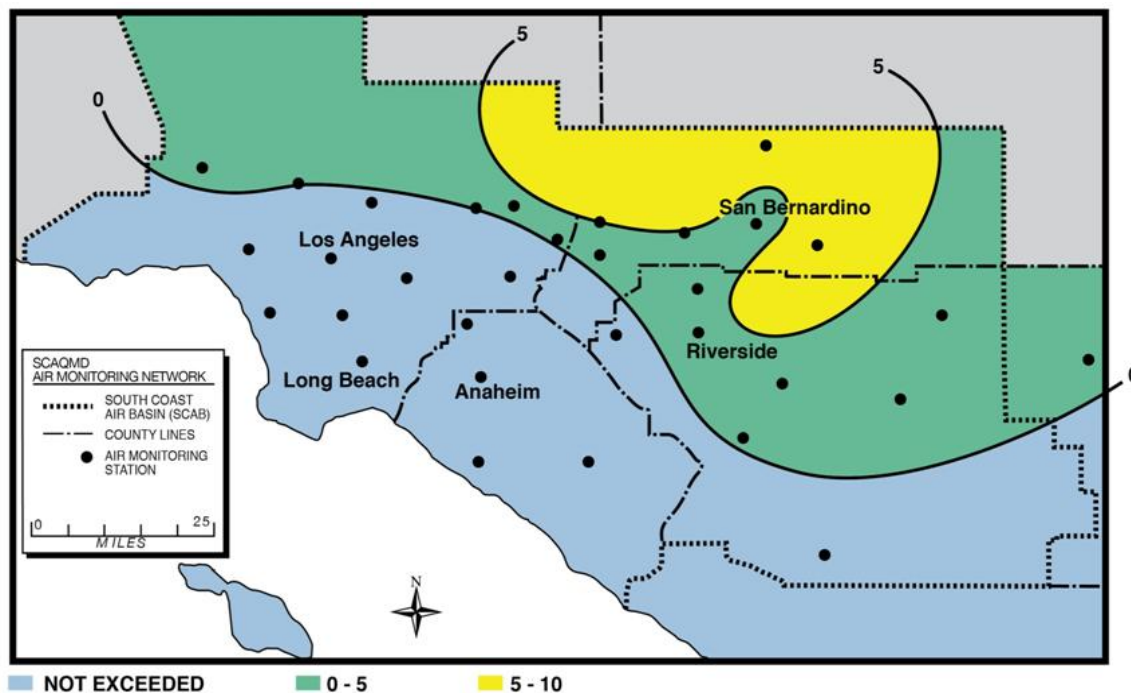 5
5
0
San Bernardino
Los Angeles
Riverside
SCAQMD
AIR MONITORING NETWORK
SOUTH COAST
AIR BASIN (SCAB)
COUNTY LINES
AIR MONITORING
STATION
0 25
MILES
Long Beach
Anaheim
N
NOT EXCEEDED 0 - 5 5 - 10